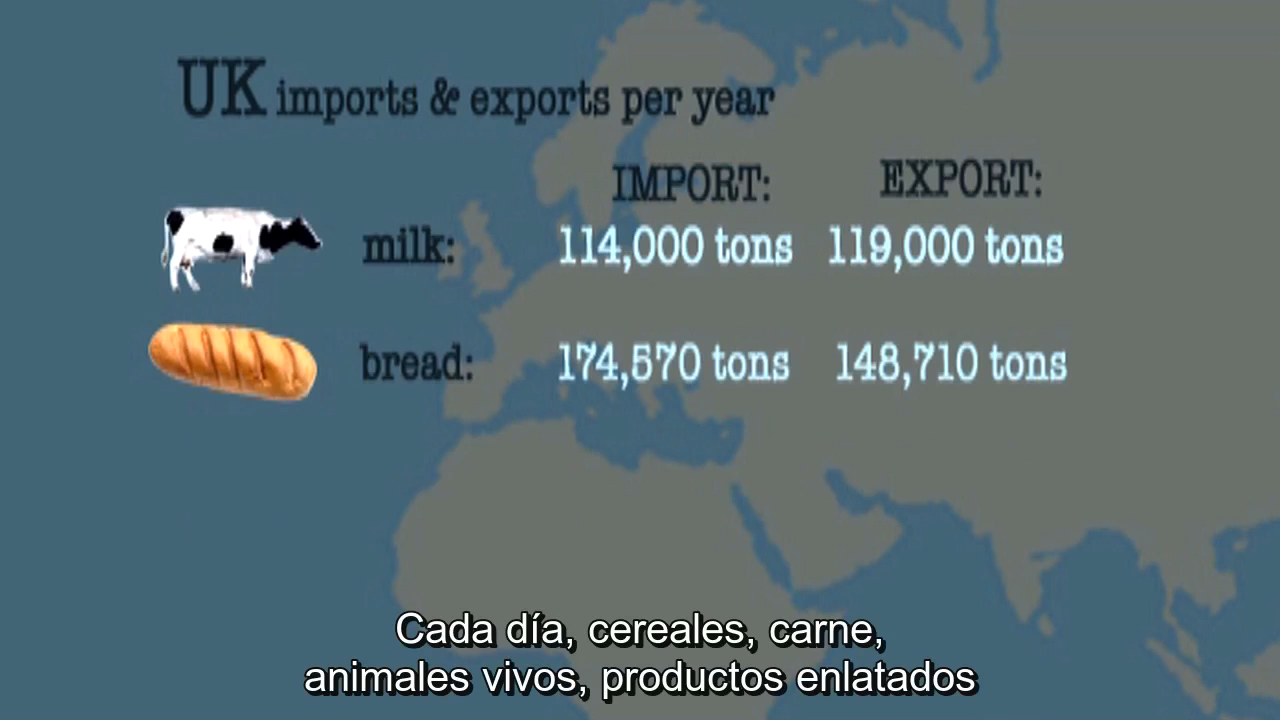 UK imports & exports per year
IMPORT: EXPORT:
milk: 114,000 tons 119,000 tons
bread: 174,570 tons 148,710 tons
Cada día, cereales, carne,
animales vivos, productos enlatados